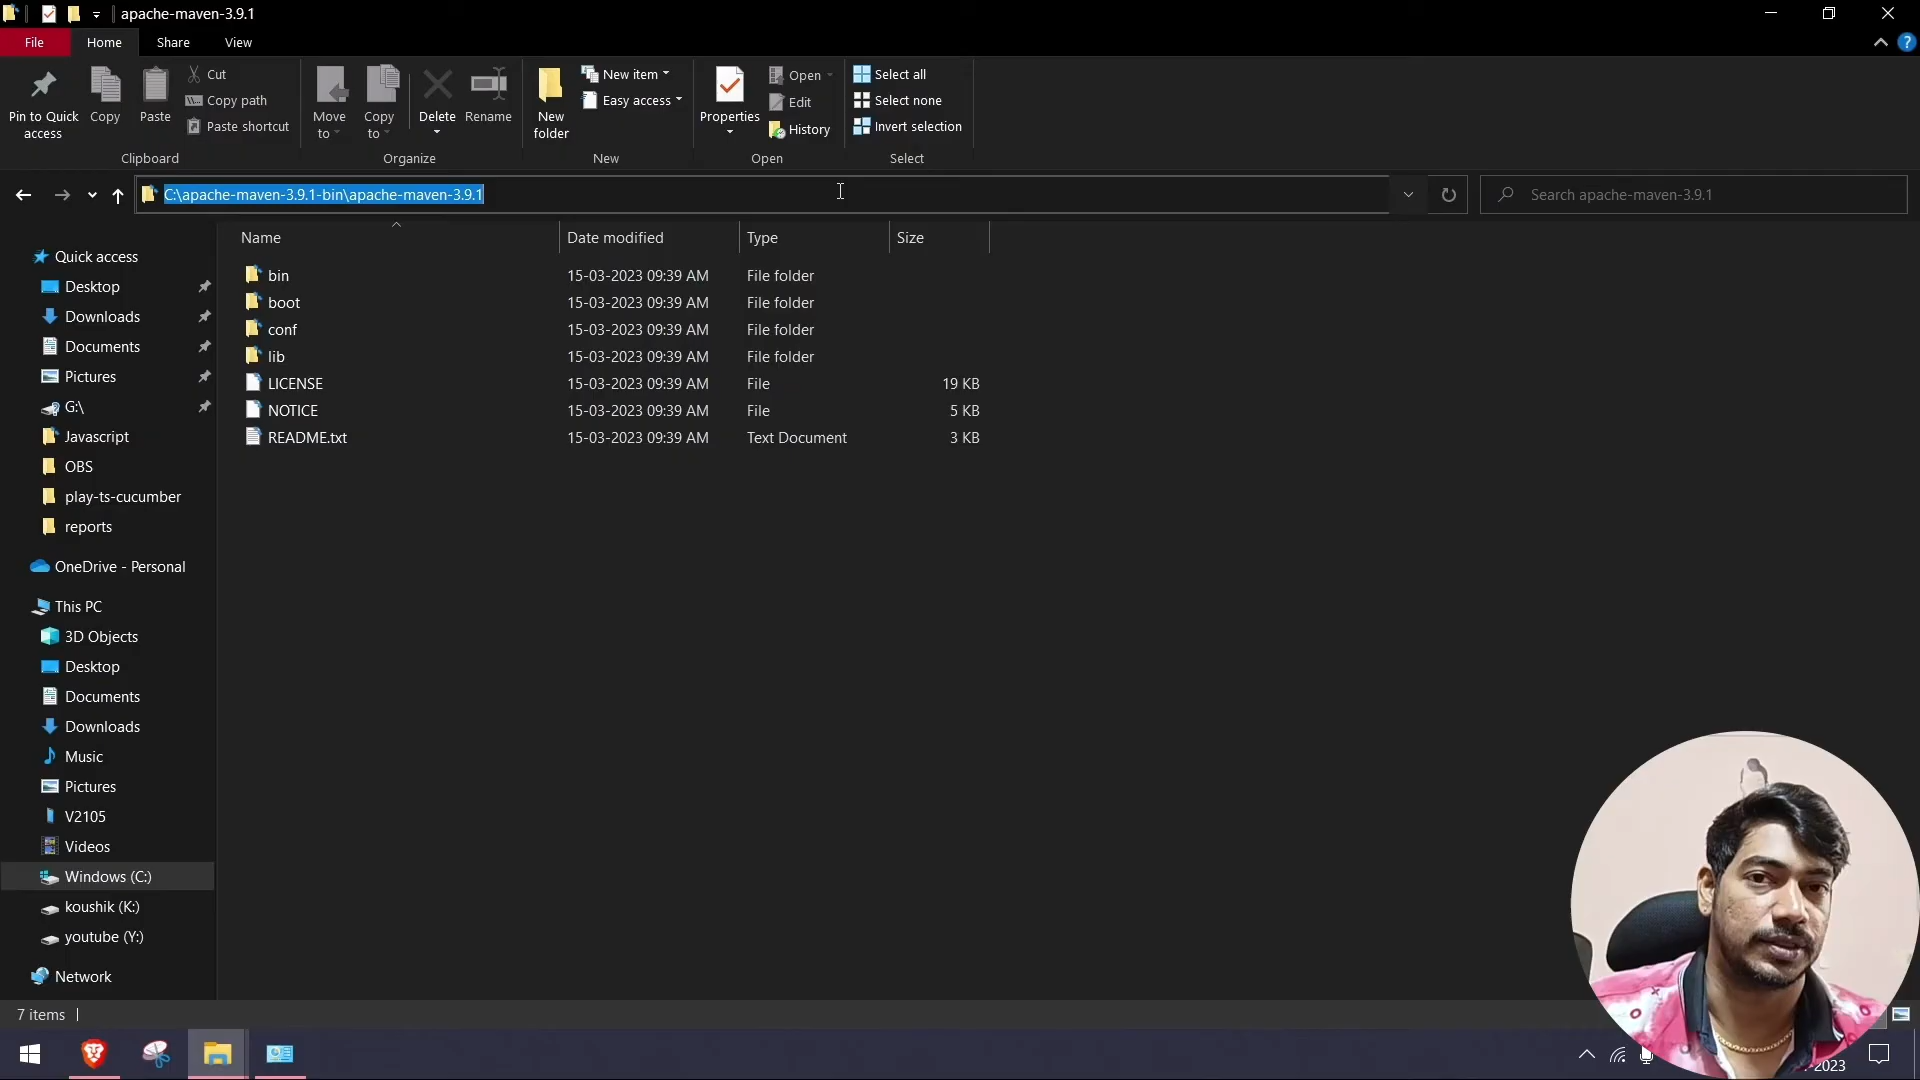 apache-maven-3.9.1
File Home Share View
Pin to Quick access
Copy
Paste
Cut
Copy path
Paste shortcut
Clipboard
Move to
Copy to
Delete
Rename
Organize
New folder
New item
Easy access
New
Properties
Open
Edit
History
Open
Select all
Select none
Invert selection
Select
C:\apache-maven-3.9.1-bin\apache-maven-3.9.1
Search apache-maven-3.9.1
Quick access
Desktop
Downloads
Documents
Pictures
G:\
Javascript
OBS
play-ts-cucumber
reports
OneDrive - Personal
This PC
3D Objects
Desktop
Documents
Downloads
Music
Pictures
V2105
Videos
Windows (C:)
koushik (K:)
youtube (Y:)
Network
Name Date modified Type Size
bin 15-03-2023 09:39 AM File folder
boot 15-03-2023 09:39 AM File folder
conf 15-03-2023 09:39 AM File folder
lib 15-03-2023 09:39 AM File folder
LICENSE 15-03-2023 09:39 AM File 19 KB
NOTICE 15-03-2023 09:39 AM File 5 KB
README.txt 15-03-2023 09:39 AM Text Document 3 KB
7 items
-2023